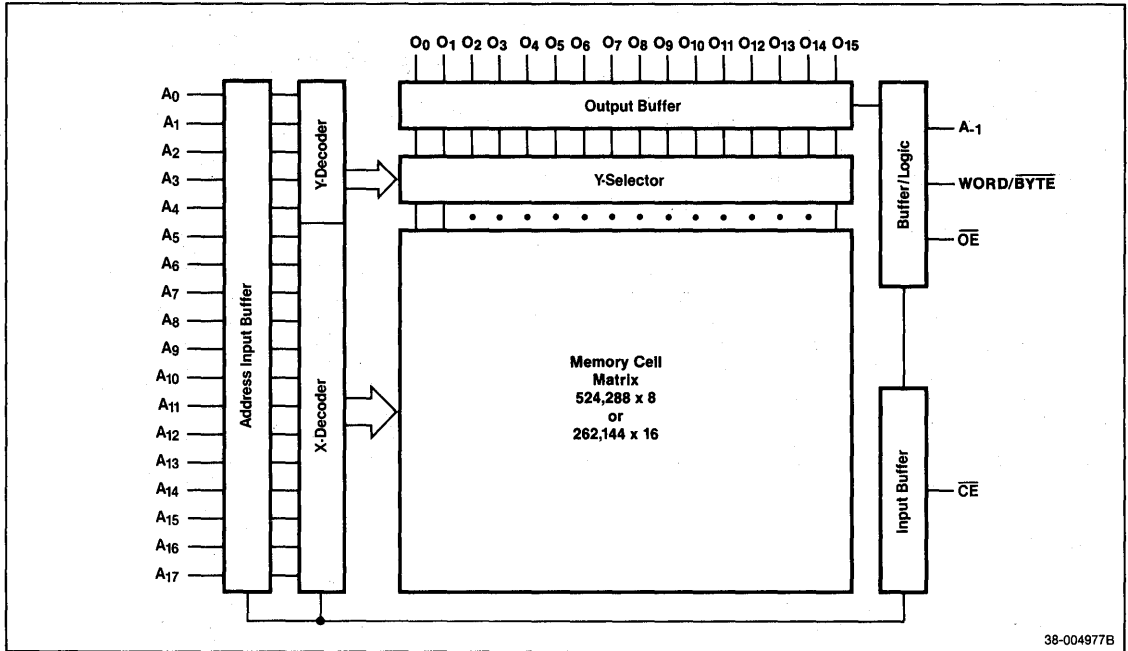 O0 O1 O2 O3 O4 O5 O6 O7 O8 O9 O10 O11 O12 O13 O14 O15
Output Buffer
Y-Selector
A0
A1
A2
A3
A4
A5
A6
A7
A8
A9
A10
A11
A12
A13
A14
A15
A16
A17
Address Input Buffer
Y-Decoder
X-Decoder
Memory Cell
Matrix
524,288 x 8
or
262,144 x 16
Buffer/Logic
A-1
WORD/B̅Y̅T̅E̅
O̅E̅
Input Buffer
C̅E̅
38-004977B